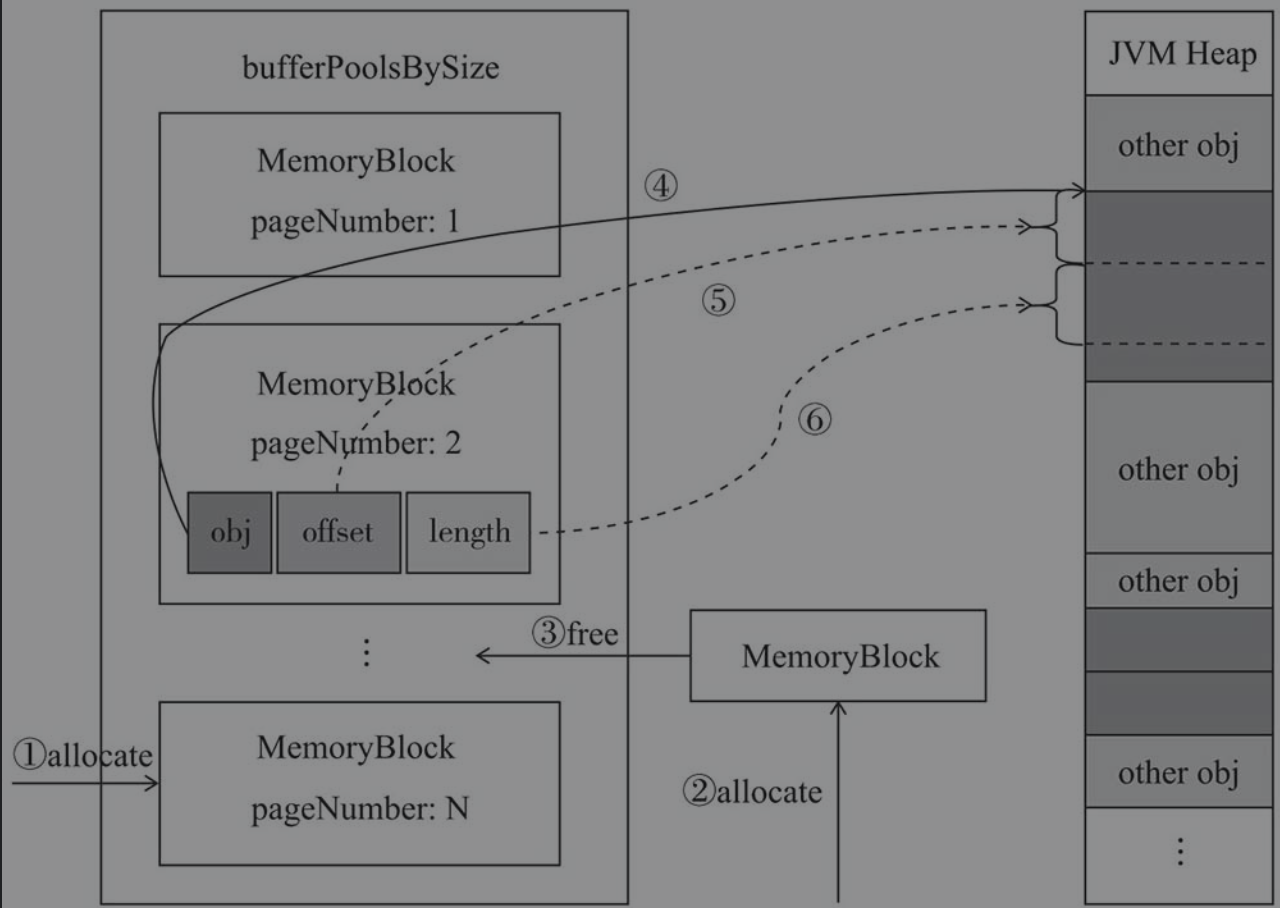 bufferPoolsBySize
MemoryBlock
pageNumber: 1
MemoryBlock
pageNumber: 2
obj
offset
length
⋮
MemoryBlock
pageNumber: N
①allocate
②allocate
③free
MemoryBlock
④
⑤
⑥
JVM Heap
other obj
other obj
other obj
other obj
⋮